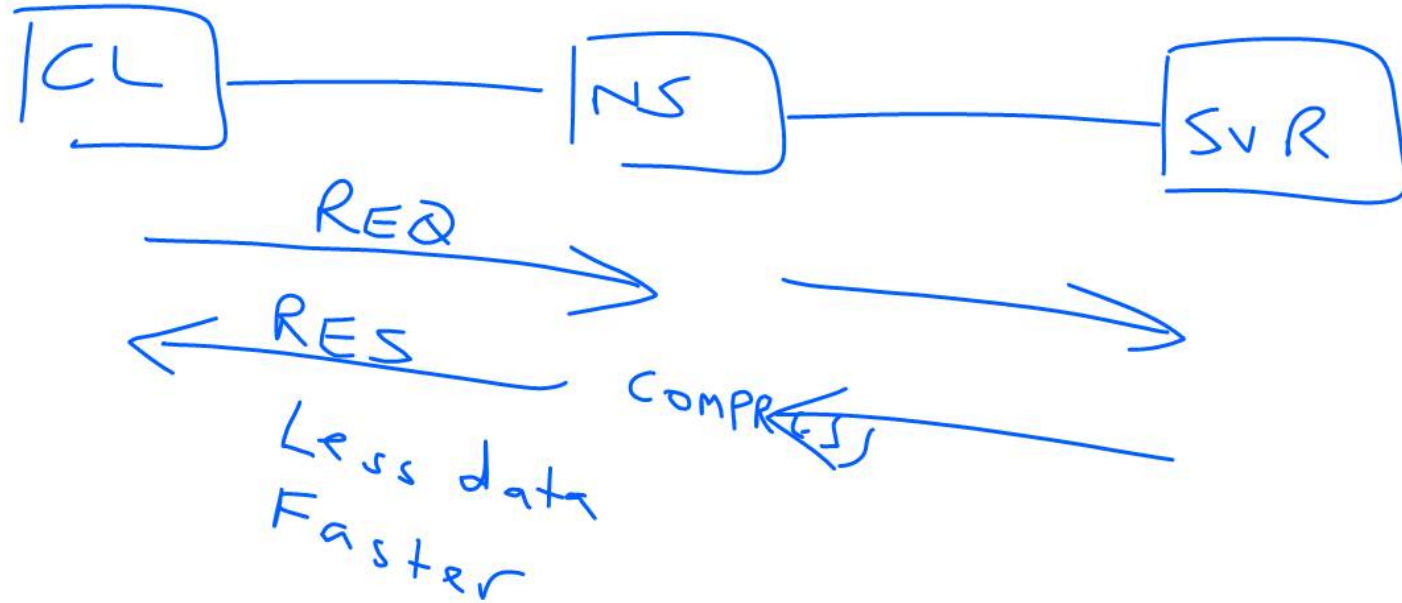 CL
NS
SVR
REQ
RES
COMPRESS
Less data
Faster